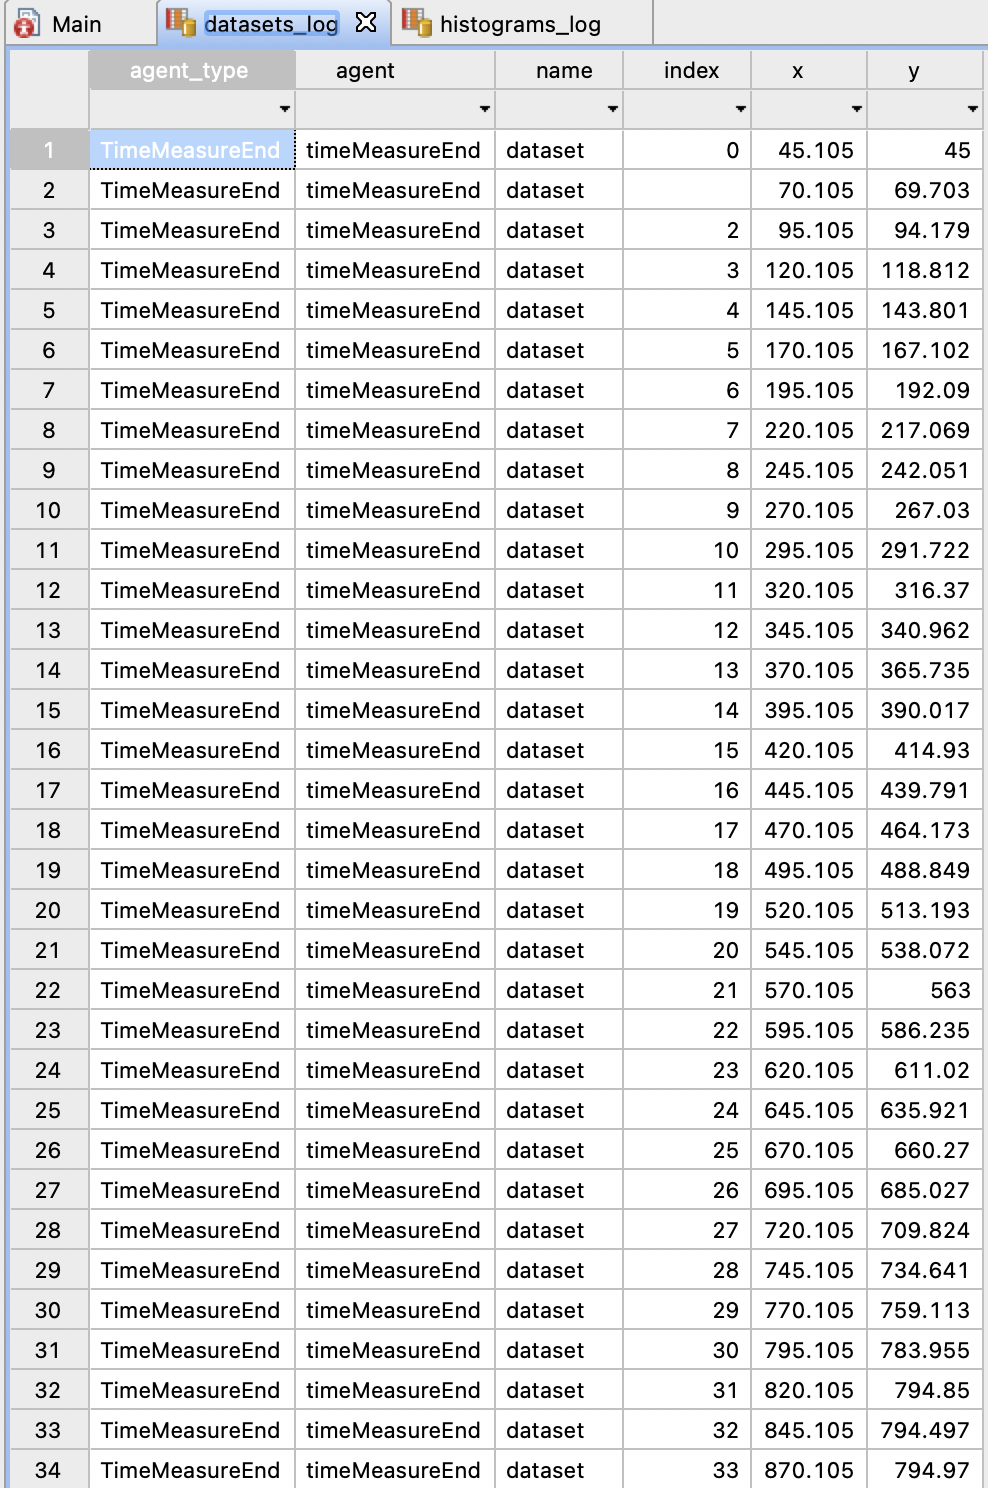 Main datasets_log histograms_log
agent_type agent name index x y
1 TimeMeasureEnd timeMeasureEnd dataset 0 45.105 45
2 TimeMeasureEnd timeMeasureEnd dataset 70.105 69.703
3 TimeMeasureEnd timeMeasureEnd dataset 2 95.105 94.179
4 TimeMeasureEnd timeMeasureEnd dataset 3 120.105 118.812
5 TimeMeasureEnd timeMeasureEnd dataset 4 145.105 143.801
6 TimeMeasureEnd timeMeasureEnd dataset 5 170.105 167.102
7 TimeMeasureEnd timeMeasureEnd dataset 6 195.105 192.09
8 TimeMeasureEnd timeMeasureEnd dataset 7 220.105 217.069
9 TimeMeasureEnd timeMeasureEnd dataset 8 245.105 242.051
10 TimeMeasureEnd timeMeasureEnd dataset 9 270.105 267.03
11 TimeMeasureEnd timeMeasureEnd dataset 10 295.105 291.722
12 TimeMeasureEnd timeMeasureEnd dataset 11 320.105 316.37
13 TimeMeasureEnd timeMeasureEnd dataset 12 345.105 340.962
14 TimeMeasureEnd timeMeasureEnd dataset 13 370.105 365.735
15 TimeMeasureEnd timeMeasureEnd dataset 14 395.105 390.017
16 TimeMeasureEnd timeMeasureEnd dataset 15 420.105 414.93
17 TimeMeasureEnd timeMeasureEnd dataset 16 445.105 439.791
18 TimeMeasureEnd timeMeasureEnd dataset 17 470.105 464.173
19 TimeMeasureEnd timeMeasureEnd dataset 18 495.105 488.849
20 TimeMeasureEnd timeMeasureEnd dataset 19 520.105 513.193
21 TimeMeasureEnd timeMeasureEnd dataset 20 545.105 538.072
22 TimeMeasureEnd timeMeasureEnd dataset 21 570.105 563
23 TimeMeasureEnd timeMeasureEnd dataset 22 595.105 586.235
24 TimeMeasureEnd timeMeasureEnd dataset 23 620.105 611.02
25 TimeMeasureEnd timeMeasureEnd dataset 24 645.105 635.921
26 TimeMeasureEnd timeMeasureEnd dataset 25 670.105 660.27
27 TimeMeasureEnd timeMeasureEnd dataset 26 695.105 685.027
28 TimeMeasureEnd timeMeasureEnd dataset 27 720.105 709.824
29 TimeMeasureEnd timeMeasureEnd dataset 28 745.105 734.641
30 TimeMeasureEnd timeMeasureEnd dataset 29 770.105 759.113
31 TimeMeasureEnd timeMeasureEnd dataset 30 795.105 783.955
32 TimeMeasureEnd timeMeasureEnd dataset 31 820.105 794.85
33 TimeMeasureEnd timeMeasureEnd dataset 32 845.105 794.497
34 TimeMeasureEnd timeMeasureEnd dataset 33 870.105 794.97